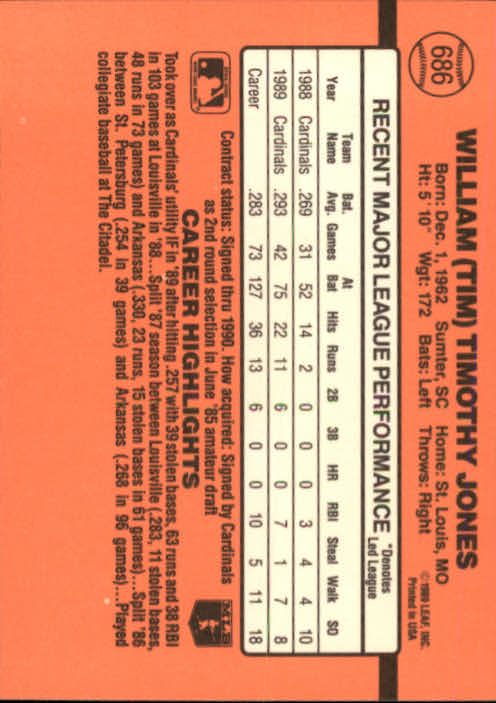 686
WILLIAM (TIM) TIMOTHY JONES
Born: Dec. 1, 1962 Sumter, SC Home: St. Louis, MO
Ht: 5' 10" Wgt: 172 Bats: Left Throws: Right
© 1989 LEAF, INC.
Printed in USA
RECENT MAJOR LEAGUE PERFORMANCE
*Denotes
Led League
Year Team Name Bat. Avg. Games At Bat Hits Runs 2B 3B HR RBI Steal Walk SO
1988 Cardinals .269 31 52 14 2 0 0 0 3 4 4 10
1989 Cardinals .293 42 75 22 11 6 0 0 7 1 7 8
Career .283 73 127 36 13 6 0 0 10 5 11 18
Contract status: Signed thru 1990. How acquired: Signed by Cardinals
as 2nd round selection in June '85 amateur draft
MLB
CAREER HIGHLIGHTS
Took over as Cardinals' utility IF in '89 after hitting .257 with 39 stolen bases, 63 runs and 38 RBI
in 103 games at Louisville in '88...Split '87 season between Louisville (.283, 11 stolen bases,
48 runs in 73 games) and Arkansas (.330, 23 runs, 15 stolen bases in 61 games)...Split '86
between St. Petersburg (.254 in 39 games) and Arkansas (.268 in 96 games)...Played
collegiate baseball at The Citadel.